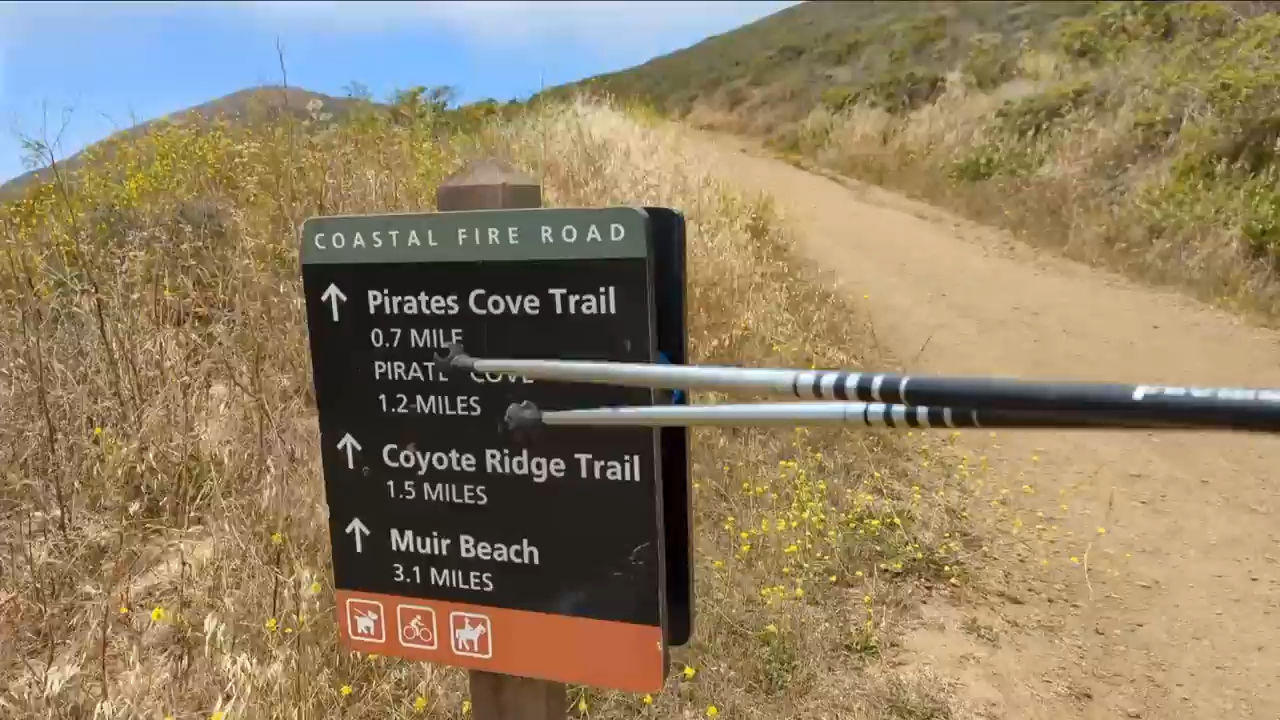 COASTAL FIRE ROAD
Pirates Cove Trail
0.7 MILE
PIRATE COVE
1.2 MILES
Coyote Ridge Trail
1.5 MILES
Muir Beach
3.1 MILES